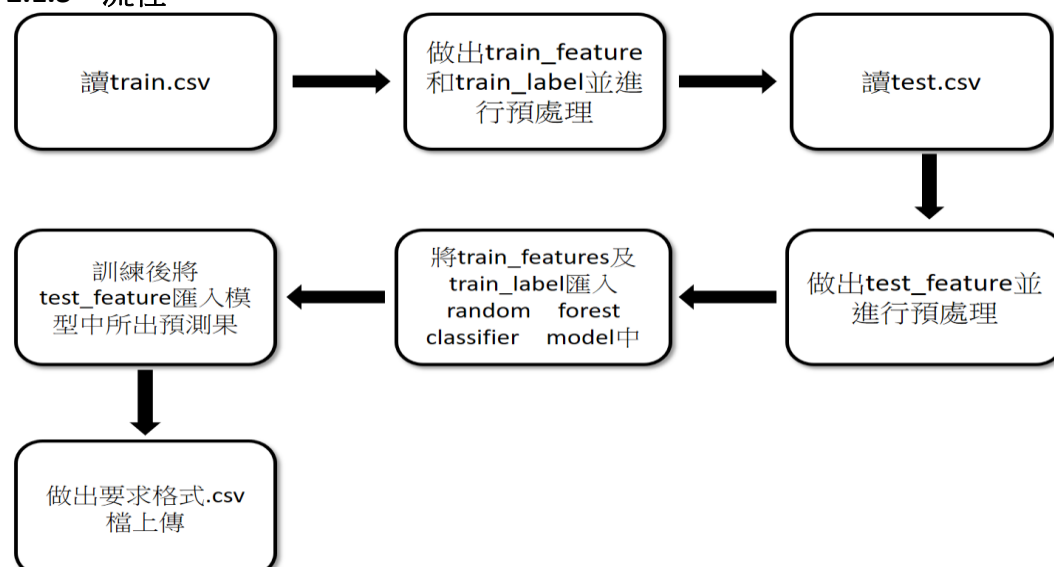 讀train.csv
做出train_feature
和train_label並進
行預處理
讀test.csv
做出test_feature並
進行預處理
將train_features及
train_label匯入
random forest
classifier model中
訓練後將
test_feature匯入模
型中所出預測果
做出要求格式.csv
檔上傳